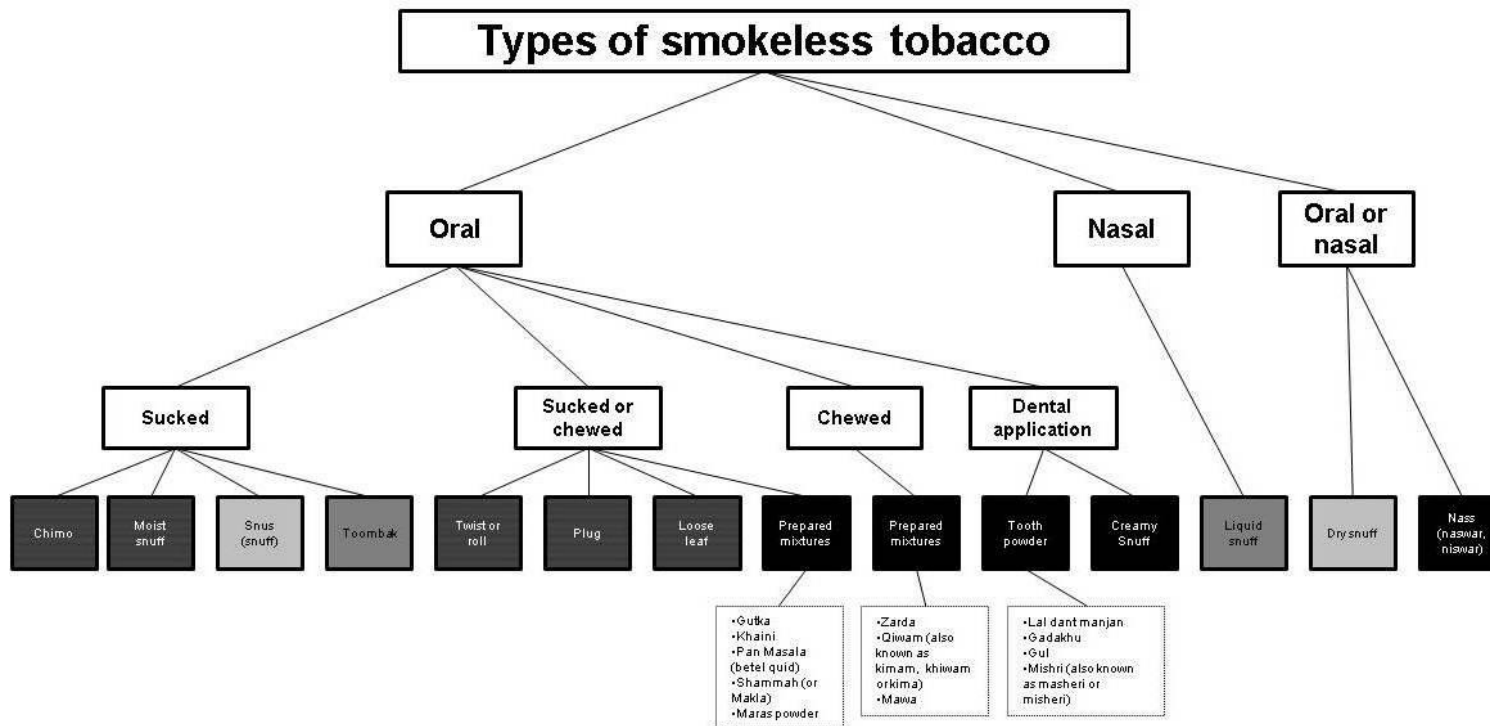 Types of smokeless tobacco
Oral
Nasal
Oral or
nasal
Sucked
Sucked or
chewed
Chewed
Dental
application
Chimo
Moist
snuff
Snus
(snuff)
Toombak
Twist or
roll
Plug
Loose
leaf
Prepared
mixtures
Prepared
mixtures
Tooth
powder
Creamy
Snuff
Liquid
snuff
Dry snuff
Nass
(naswar,
niswar)
•Gutka
•Khaini
•Pan Masala
(betel quid)
•Shammah (or
Makla)
•Maras powder
•Zarda
•Qiwam (also
known as
kimam, khiwam
or kima)
•Mawa
•Lal dant manjan
•Gadakhu
•Gul
•Mishri (also known
as masheri or
misheri)